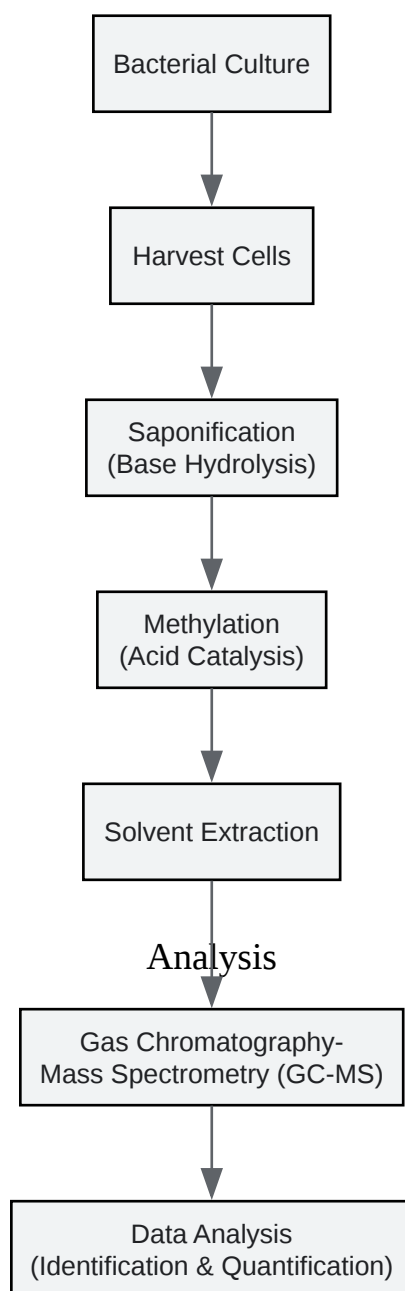 Bacterial Culture
Harvest Cells
Saponification
(Base Hydrolysis)
Methylation
(Acid Catalysis)
Solvent Extraction
Analysis
Gas Chromatography-
Mass Spectrometry (GC-MS)
Data Analysis
(Identification & Quantification)